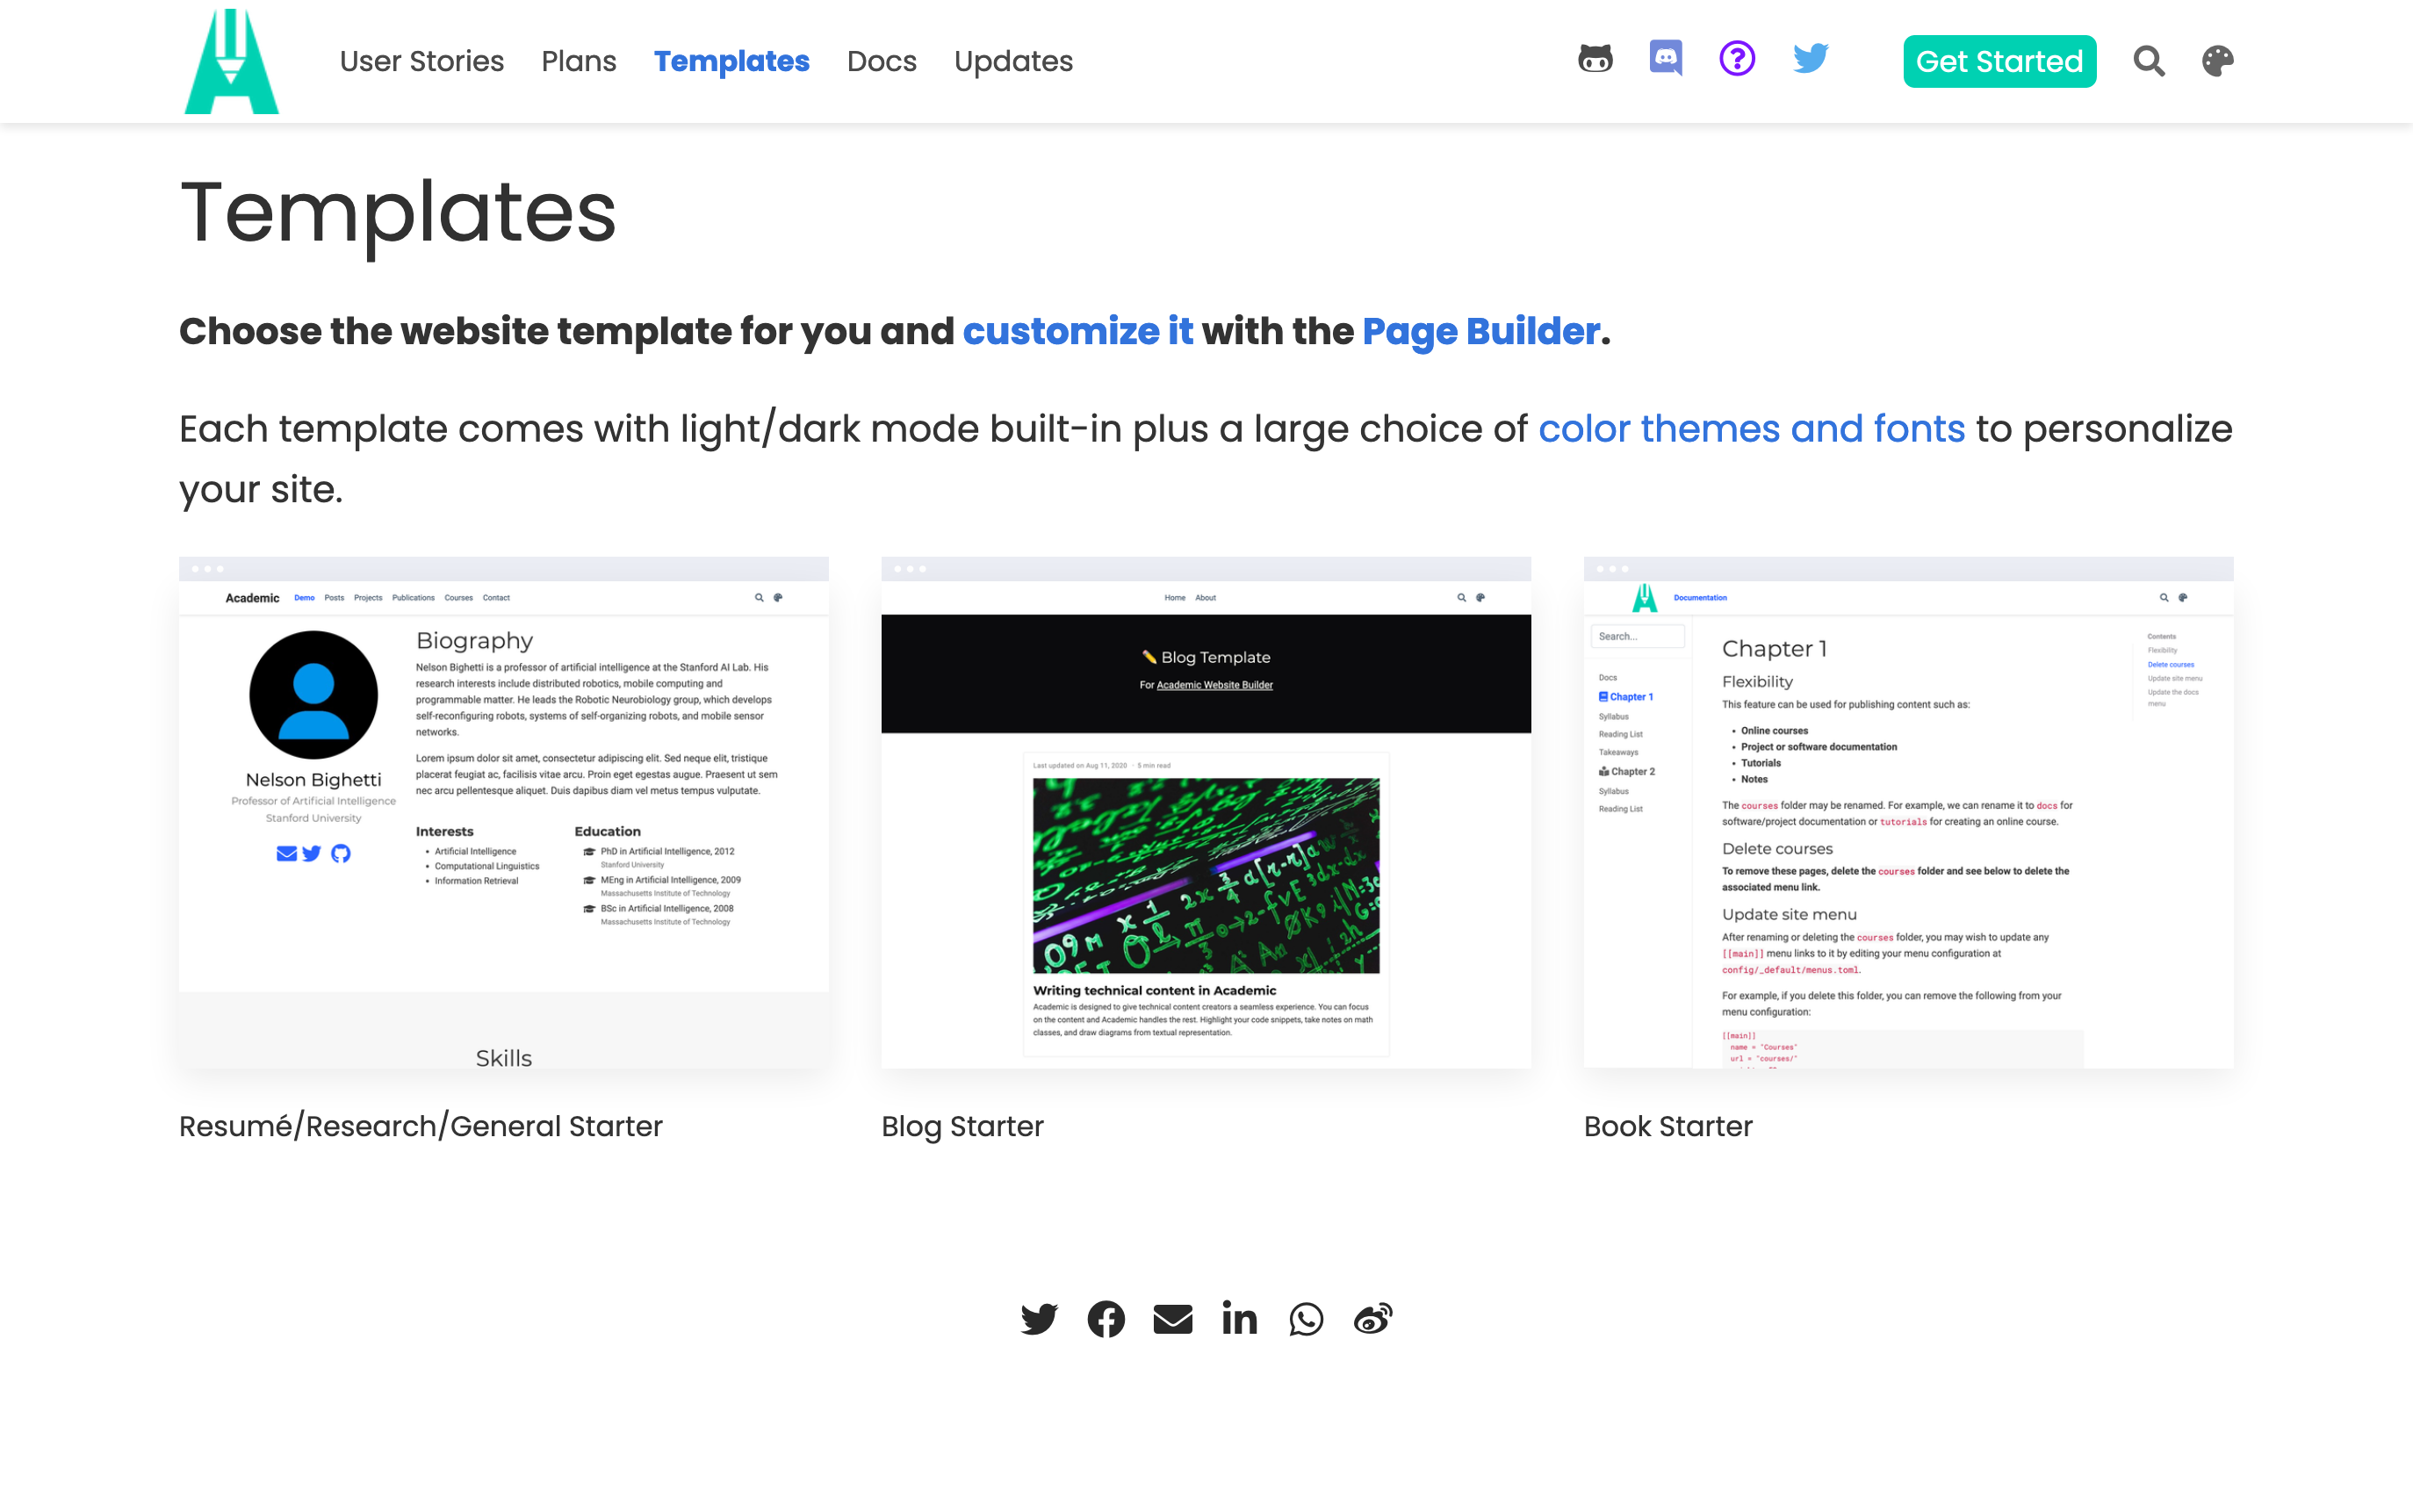 User Stories Plans Templates Docs Updates Get Started
Templates
Choose the website template for you and customize it with the Page Builder.
Each template comes with light/dark mode built-in plus a large choice of color themes and fonts to personalize
your site.
Academic Demo Posts Projects Publications Courses Contact
Biography
Nelson Bighetti is a professor of artificial intelligence at the Stanford AI Lab. His
research interests include distributed robotics, mobile computing and
programmable matter. He leads the Robotic Neurobiology group, which develops
self-reconfiguring robots, systems of self-organizing robots, and mobile sensor
networks.
Lorem ipsum dolor sit amet, consectetur adipiscing elit. Sed neque elit, tristique
placerat feugiat ac, facilisis vitae arcu. Proin eget egestas augue. Praesent ut sem
nec arcu pellentesque aliquet. Duis dapibus diam vel metus tempus vulputate.
Nelson Bighetti
Professor of Artificial Intelligence
Stanford University
Interests
Artificial Intelligence
Computational Linguistics
Information Retrieval
Education
PhD in Artificial Intelligence, 2012
Stanford University
MEng in Artificial Intelligence, 2009
Massachusetts Institute of Technology
BSc in Artificial Intelligence, 2008
Massachusetts Institute of Technology
Skills
Resumé/Research/General Starter
Home About
Blog Template
For Academic Website Builder
Last updated on Aug 11, 2020 · 5 min read
Writing technical content in Academic
Academic is designed to give technical content creators a seamless experience. You can focus
on the content and Academic handles the rest. Highlight your code snippets, take notes on math
classes, and draw diagrams from textual representation.
Blog Starter
Documentation
Search...
Docs
Chapter 1
Syllabus
Reading List
Takeaways
Chapter 2
Syllabus
Reading List
Chapter 1
Flexibility
This feature can be used for publishing content such as:
Online courses
Project or software documentation
Tutorials
Notes
The courses folder may be renamed. For example, we can rename it to docs for
software/project documentation or tutorials for creating an online course.
Delete courses
To remove these pages, delete the courses folder and see below to delete the
associated menu link.
Update site menu
After renaming or deleting the courses folder, you may wish to update any
[[main]] menu links to it by editing your menu configuration at
config/_default/menus.toml.
For example, if you delete this folder, you can remove the following from your
menu configuration:
[[main]]
name = "Courses"
url = "courses/"
Contents
Flexibility
Delete courses
Update site menu
Update the docs
menu
Book Starter